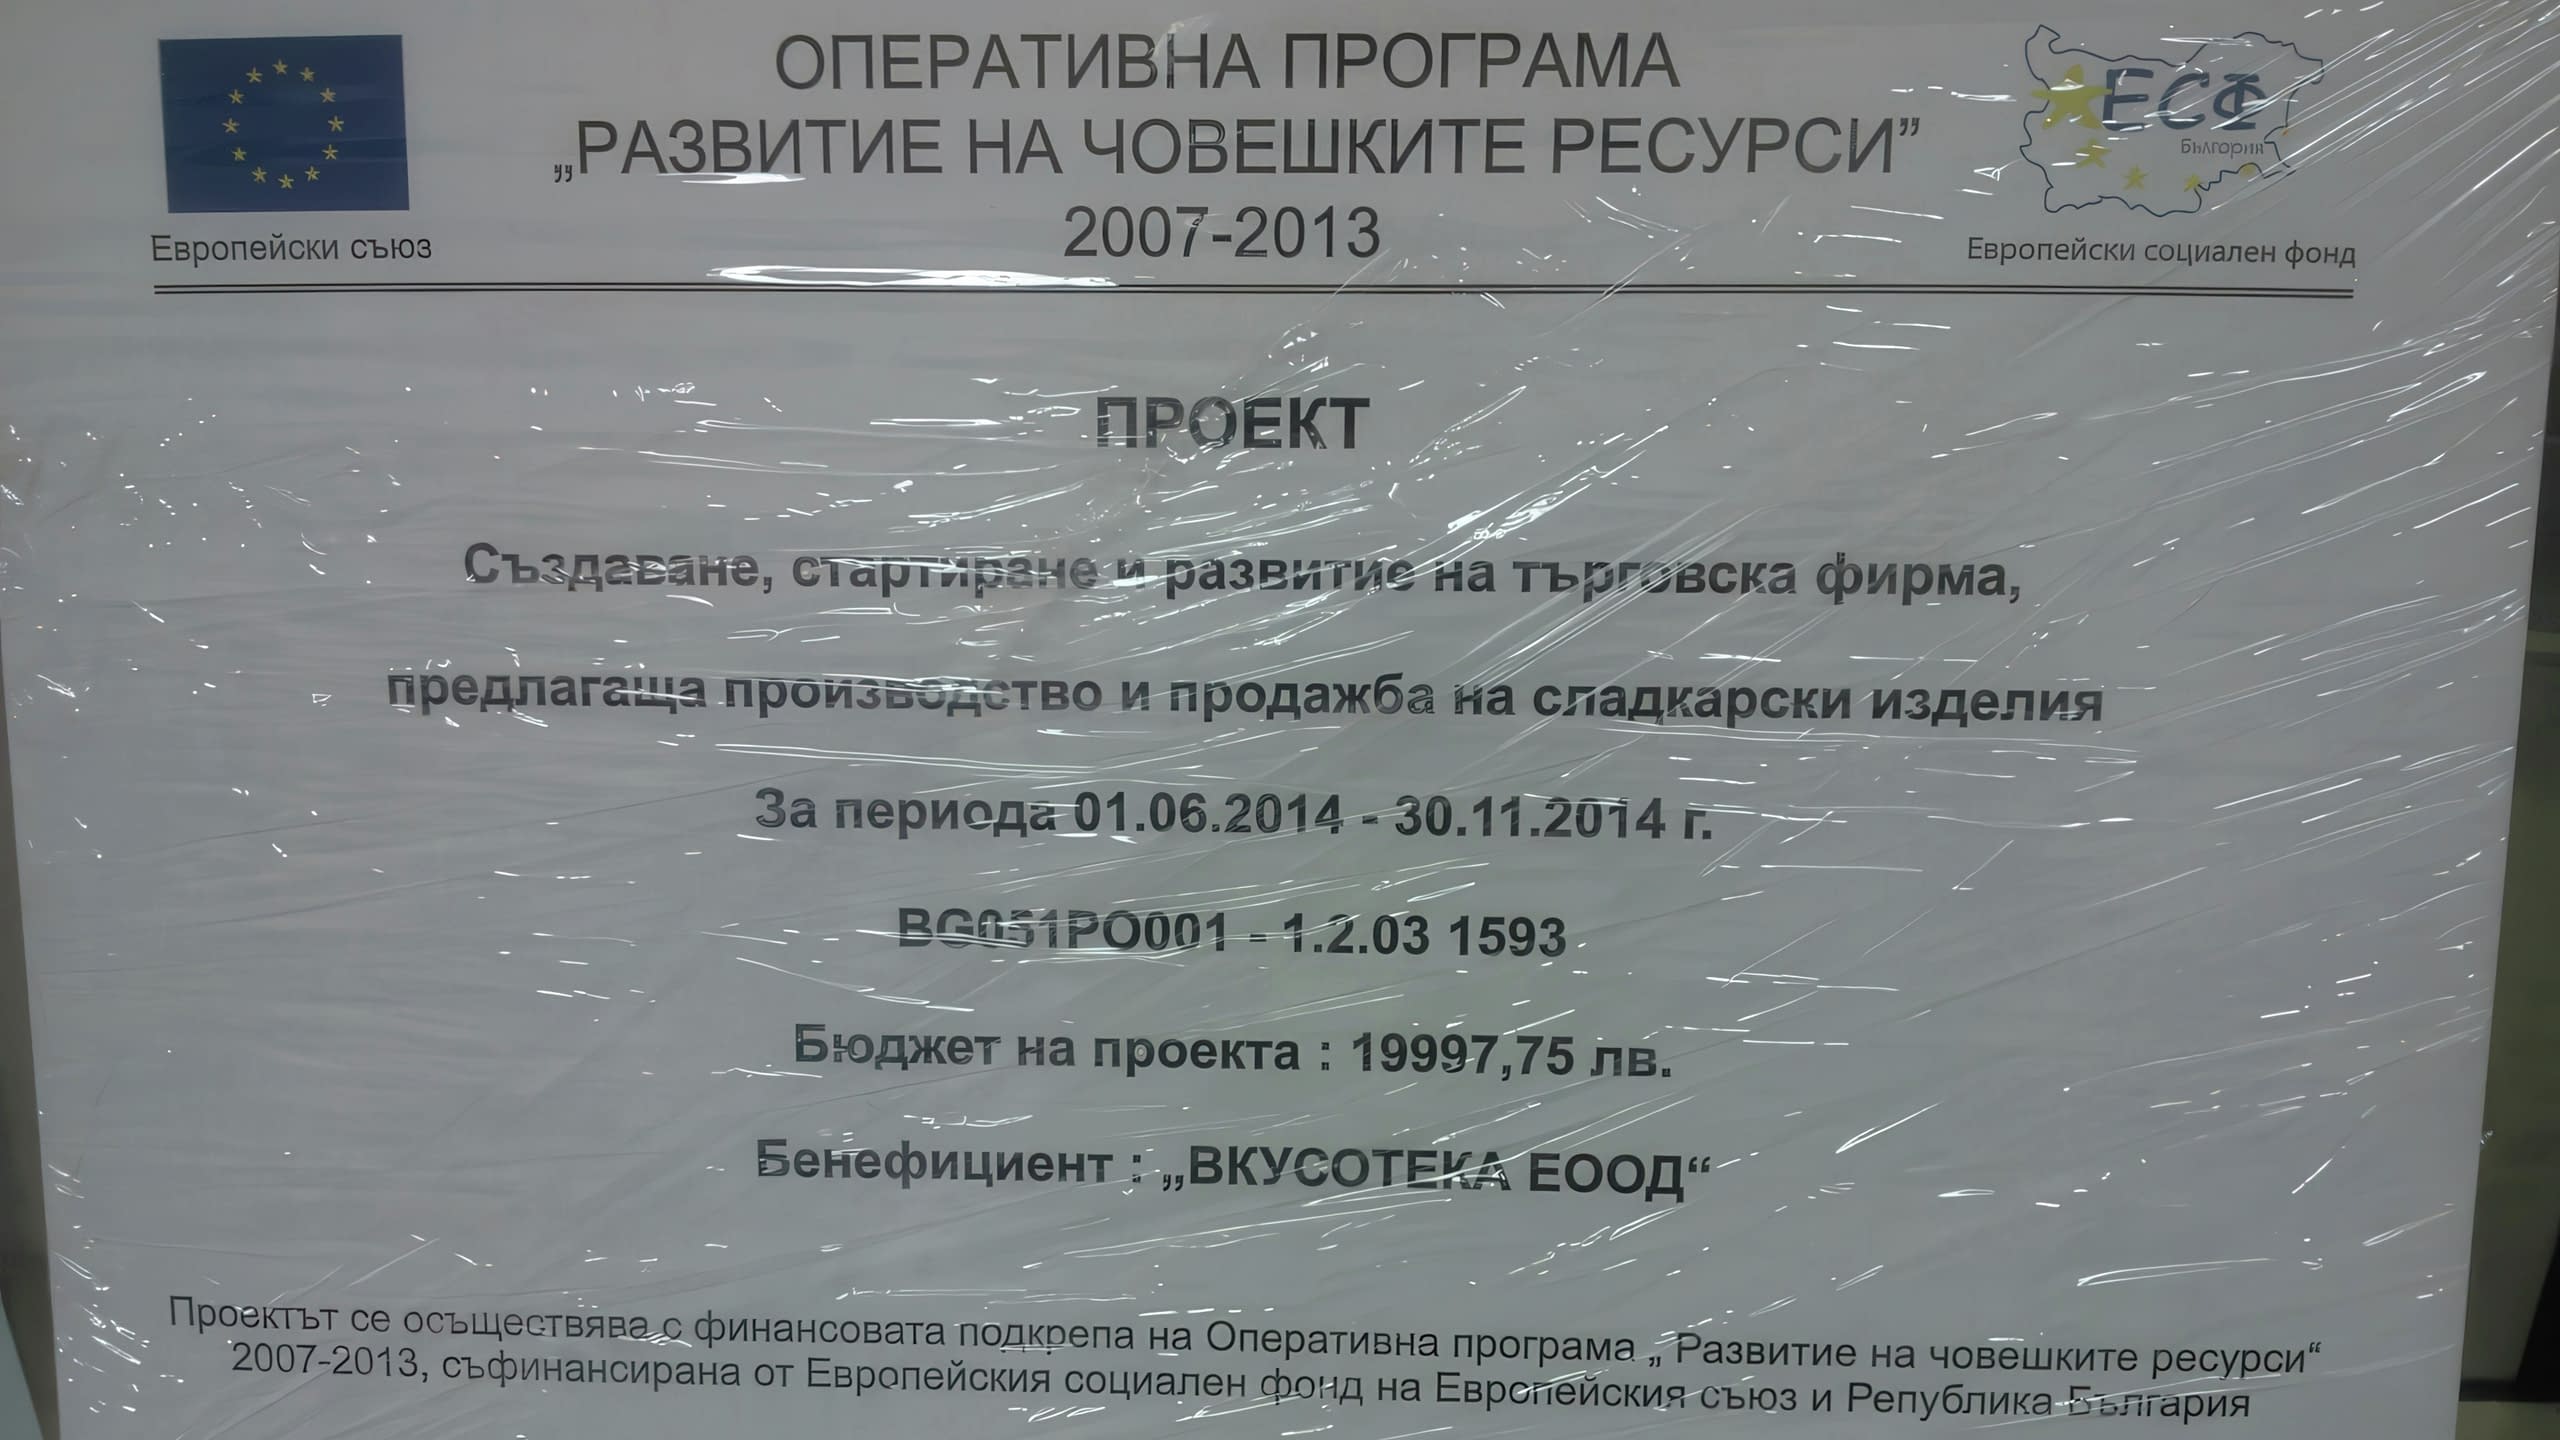 ОПЕРАТИВНА ПРОГРАМА
„РАЗВИТИЕ НА ЧОВЕШКИТЕ РЕСУРСИ”
2007-2013
Европейски съюз
ЕСФ
България
Европейски социален фонд
ПРОЕКТ
Създаване, стартиране и развитие на търговска фирма,
предлагаща производство и продажба на сладкарски изделия
За периода 01.06.2014 - 30.11.2014 г.
BG051PO001 - 1.2.03 1593
Бюджет на проекта : 19997,75 лв.
Бенефициент : „ВКУСОТЕКА ЕООД“
Проектът се осъществява с финансовата подкрепа на Оперативна програма „ Развитие на човешките ресурси“
2007-2013, съфинансирана от Европейския социален фонд на Европейския съюз и Република България